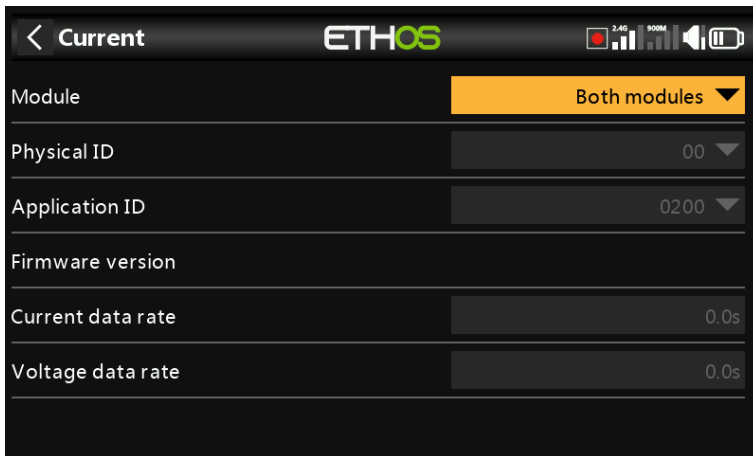 Current
ETHOS
2.4G
900M
Module
Both modules
Physical ID
00
Application ID
0200
Firmware version
Current data rate
0.0s
Voltage data rate
0.0s